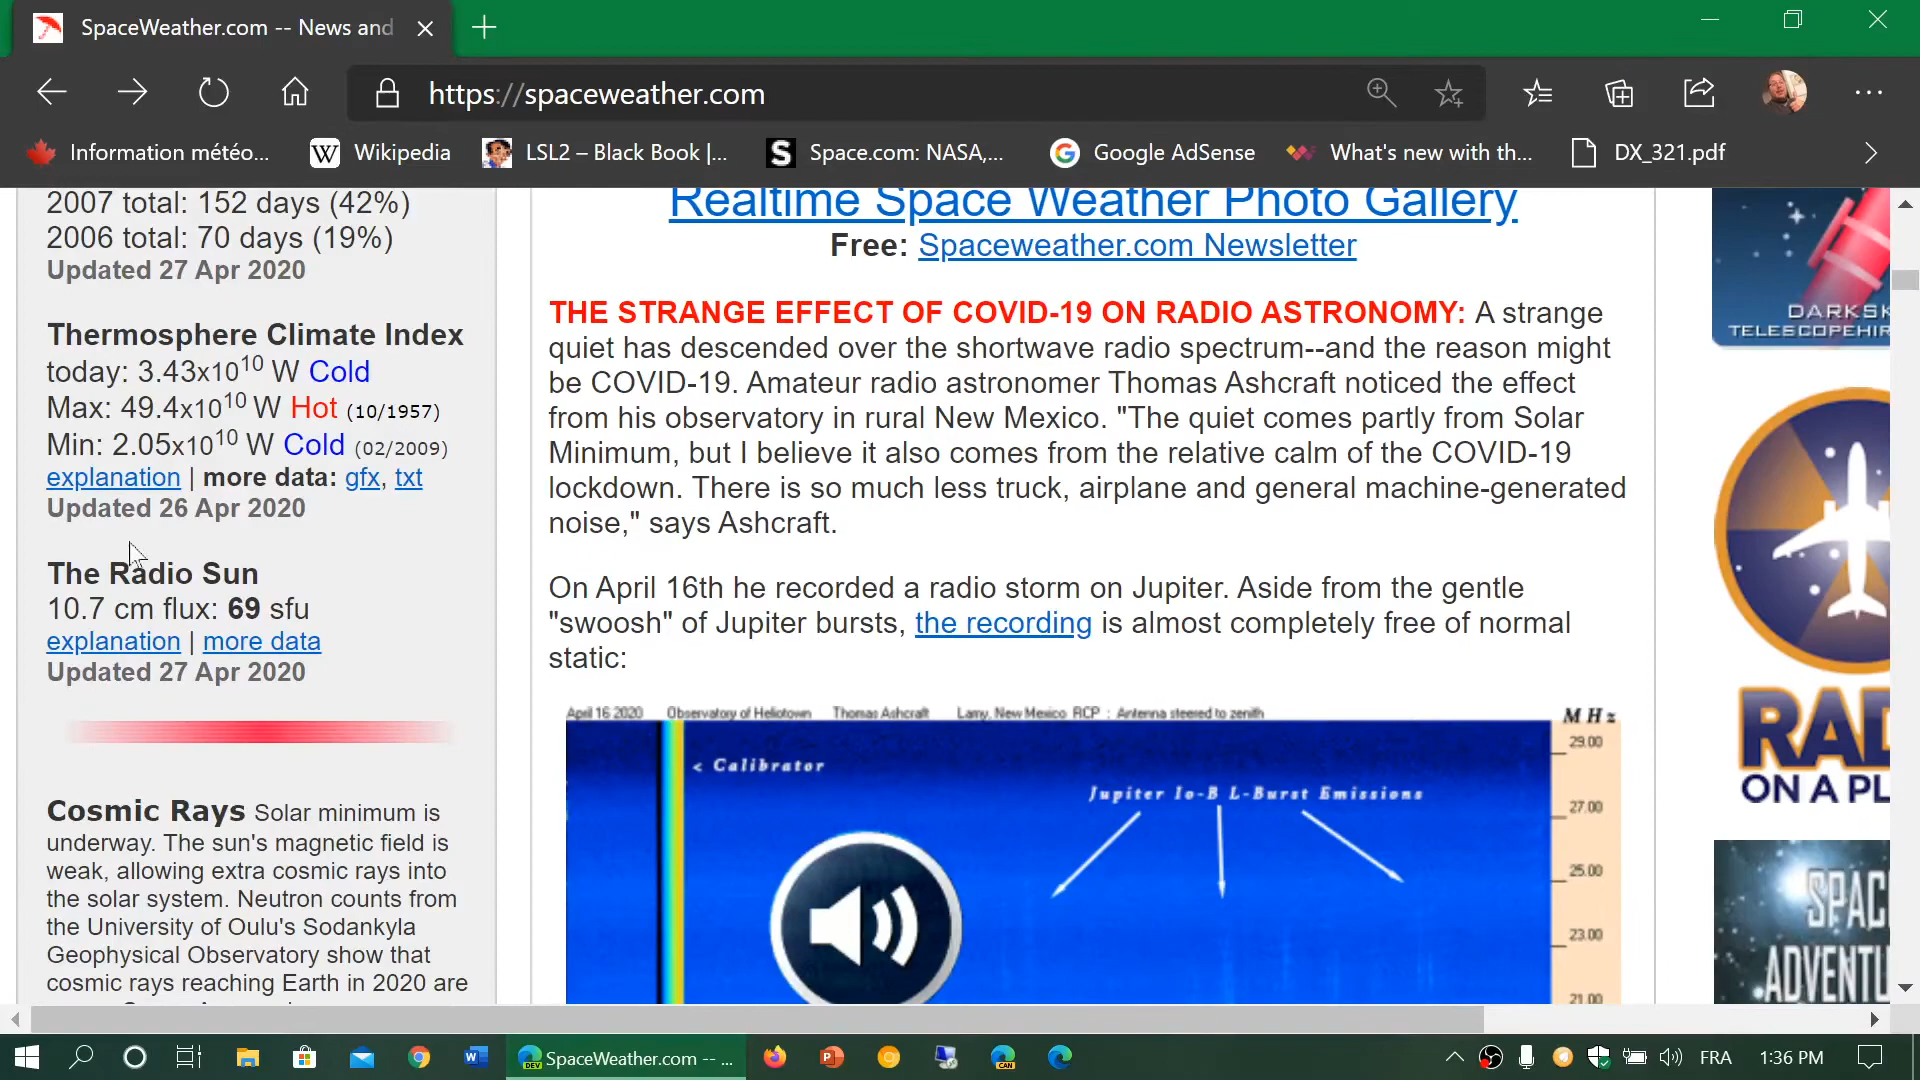 SpaceWeather.com -- News and
https://spaceweather.com
Information météo...
Wikipedia
LSL2 – Black Book |...
Space.com: NASA,...
Google AdSense
What's new with th...
DX_321.pdf
2007 total: 152 days (42%)
2006 total: 70 days (19%)
Updated 27 Apr 2020
Thermosphere Climate Index
today: 3.43x10¹⁰ W Cold
Max: 49.4x10¹⁰ W Hot (10/1957)
Min: 2.05x10¹⁰ W Cold (02/2009)
explanation | more data: gfx, txt
Updated 26 Apr 2020
The Radio Sun
10.7 cm flux: 69 sfu
explanation | more data
Updated 27 Apr 2020
Cosmic Rays Solar minimum is
underway. The sun's magnetic field is
weak, allowing extra cosmic rays into
the solar system. Neutron counts from
the University of Oulu's Sodankyla
Geophysical Observatory show that
cosmic rays reaching Earth in 2020 are
Realtime Space Weather Photo Gallery
Free: Spaceweather.com Newsletter
THE STRANGE EFFECT OF COVID-19 ON RADIO ASTRONOMY: A strange
quiet has descended over the shortwave radio spectrum--and the reason might
be COVID-19. Amateur radio astronomer Thomas Ashcraft noticed the effect
from his observatory in rural New Mexico. "The quiet comes partly from Solar
Minimum, but I believe it also comes from the relative calm of the COVID-19
lockdown. There is so much less truck, airplane and general machine-generated
noise," says Ashcraft.
On April 16th he recorded a radio storm on Jupiter. Aside from the gentle
"swoosh" of Jupiter bursts, the recording is almost completely free of normal
static:
April 16 2020 Observatory of Heliotown Thomas Ashcraft Lamy, New Mexico RCP : Antenna steered to zenith
MHz
29.00
< Calibrator
Jupiter Io-B L-Burst Emissions
27.00
25.00
23.00
21.00
DARKSK
TELESCOPEHIR
RAD
ON A PL
SPAC
ADVENTU
W
SpaceWeather.com -- ...
DEV
CAN
FRA
1:36 PM